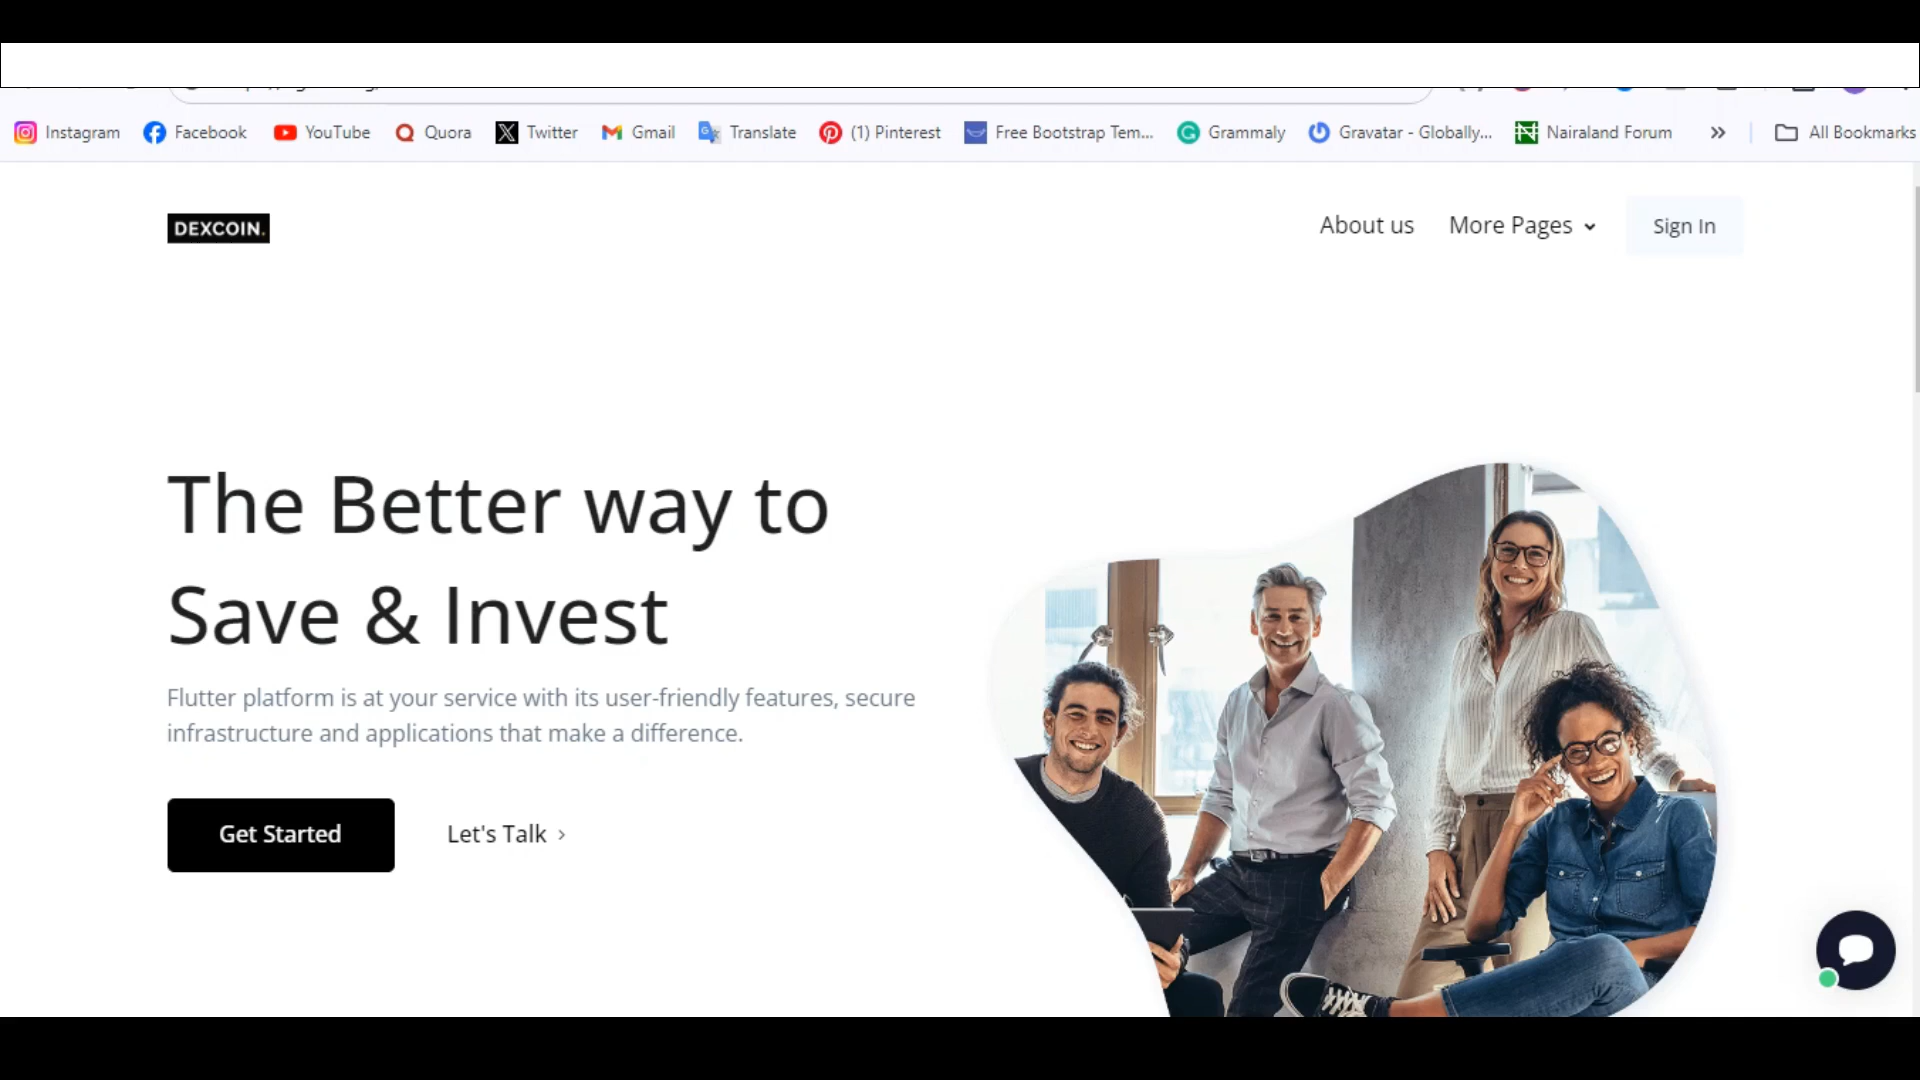 Instagram Facebook YouTube Quora Twitter Gmail Translate (1) Pinterest Free Bootstrap Tem... Grammaly Gravatar - Globally... Nairaland Forum » All Bookmarks
DEXCOIN.
About us More Pages Sign In
The Better way to
Save & Invest
Flutter platform is at your service with its user-friendly features, secure
infrastructure and applications that make a difference.
Get Started Let's Talk >